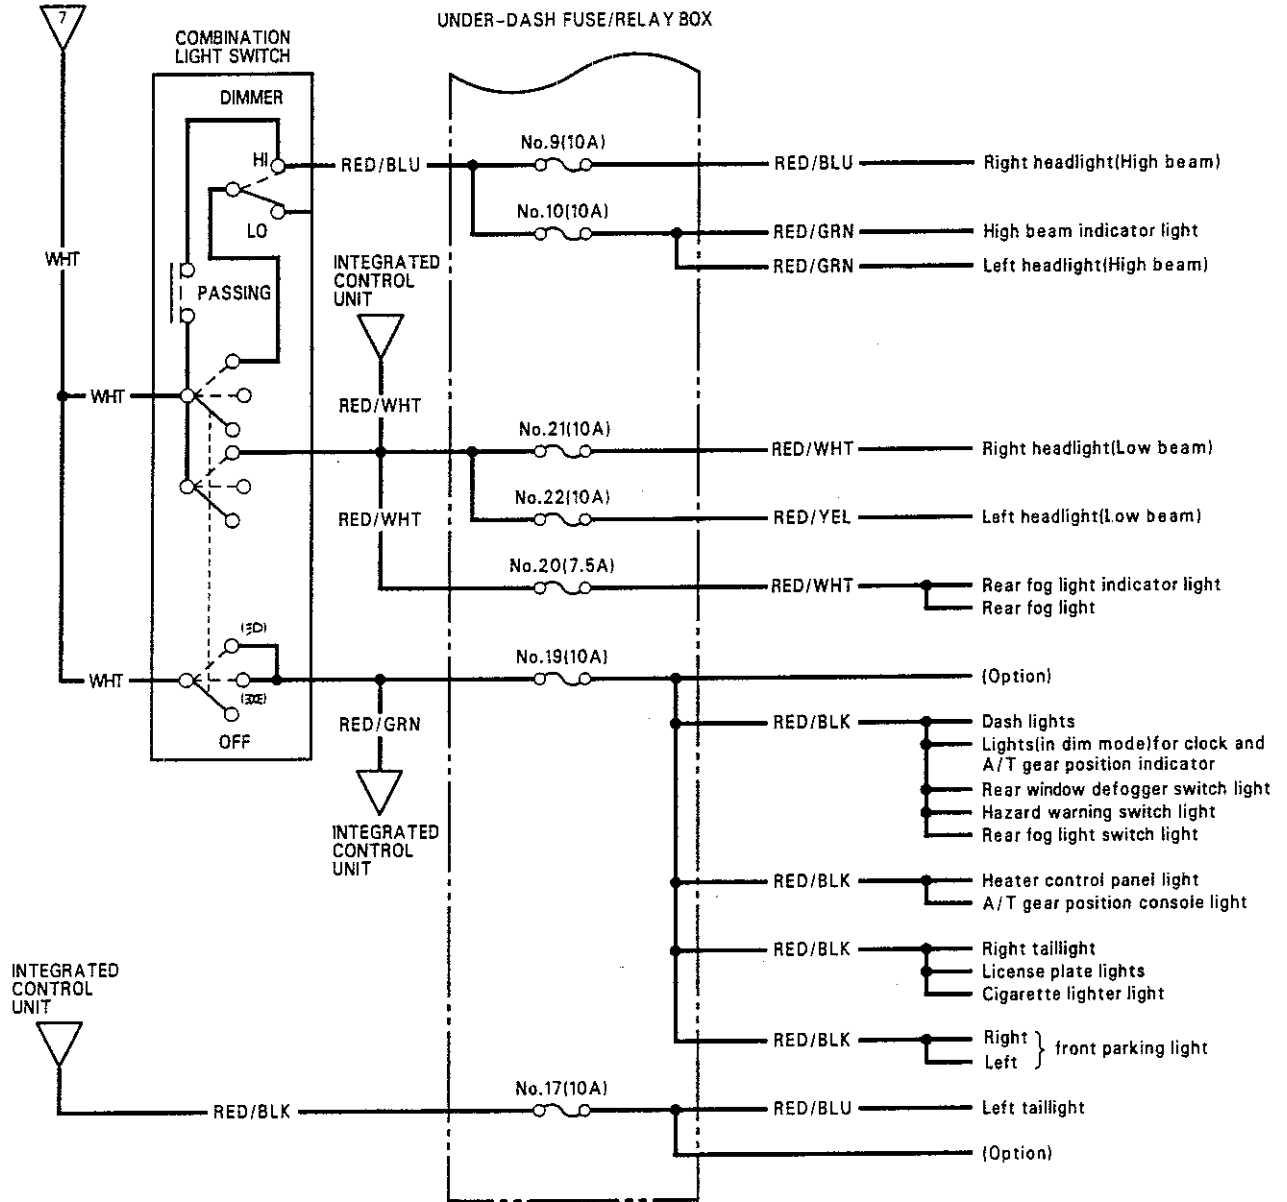 7
UNDER-DASH FUSE/RELAY BOX
COMBINATION
LIGHT SWITCH
DIMMER
HI
LO
PASSING
WHT
WHT
WHT
OFF
RED/BLU
No.9(10A)
RED/BLU
Right headlight(High beam)
No.10(10A)
RED/GRN
High beam indicator light
RED/GRN
Left headlight(High beam)
INTEGRATED
CONTROL
UNIT
RED/WHT
No.21(10A)
RED/WHT
Right headlight(Low beam)
No.22(10A)
RED/YEL
Left headlight(Low beam)
RED/WHT
No.20(7.5A)
RED/WHT
Rear fog light indicator light
Rear fog light
No.19(10A)
(Option)
RED/GRN
INTEGRATED
CONTROL
UNIT
RED/BLK
Dash lights
Lights(in dim mode)for clock and
A/T gear position indicator
Rear window defogger switch light
Hazard warning switch light
Rear fog light switch light
RED/BLK
Heater control panel light
A/T gear position console light
RED/BLK
Right taillight
License plate lights
Cigarette lighter light
RED/BLK
Right
Left
front parking light
INTEGRATED
CONTROL
UNIT
RED/BLK
No.17(10A)
RED/BLU
Left taillight
(Option)